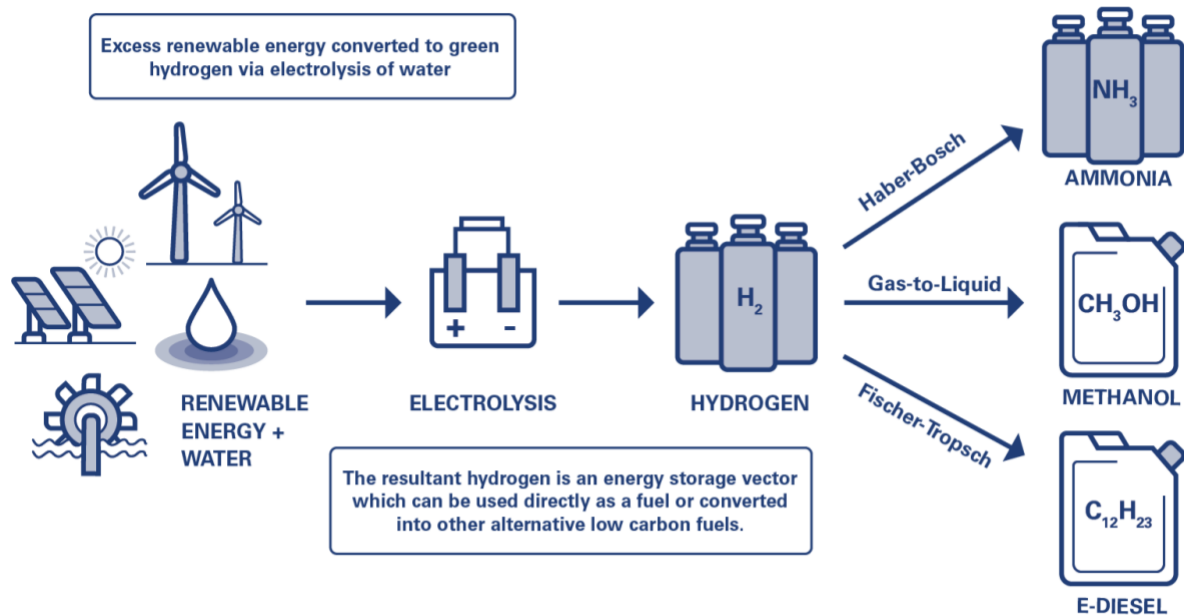 Excess renewable energy converted to green
hydrogen via electrolysis of water
RENEWABLE
ENERGY +
WATER
+ -
ELECTROLYSIS
H₂
HYDROGEN
The resultant hydrogen is an energy storage vector
which can be used directly as a fuel or converted
into other alternative low carbon fuels.
Haber-Bosch
NH₃
AMMONIA
Gas-to-Liquid
CH₃OH
METHANOL
Fischer-Tropsch
C₁₂H₂₃
E-DIESEL